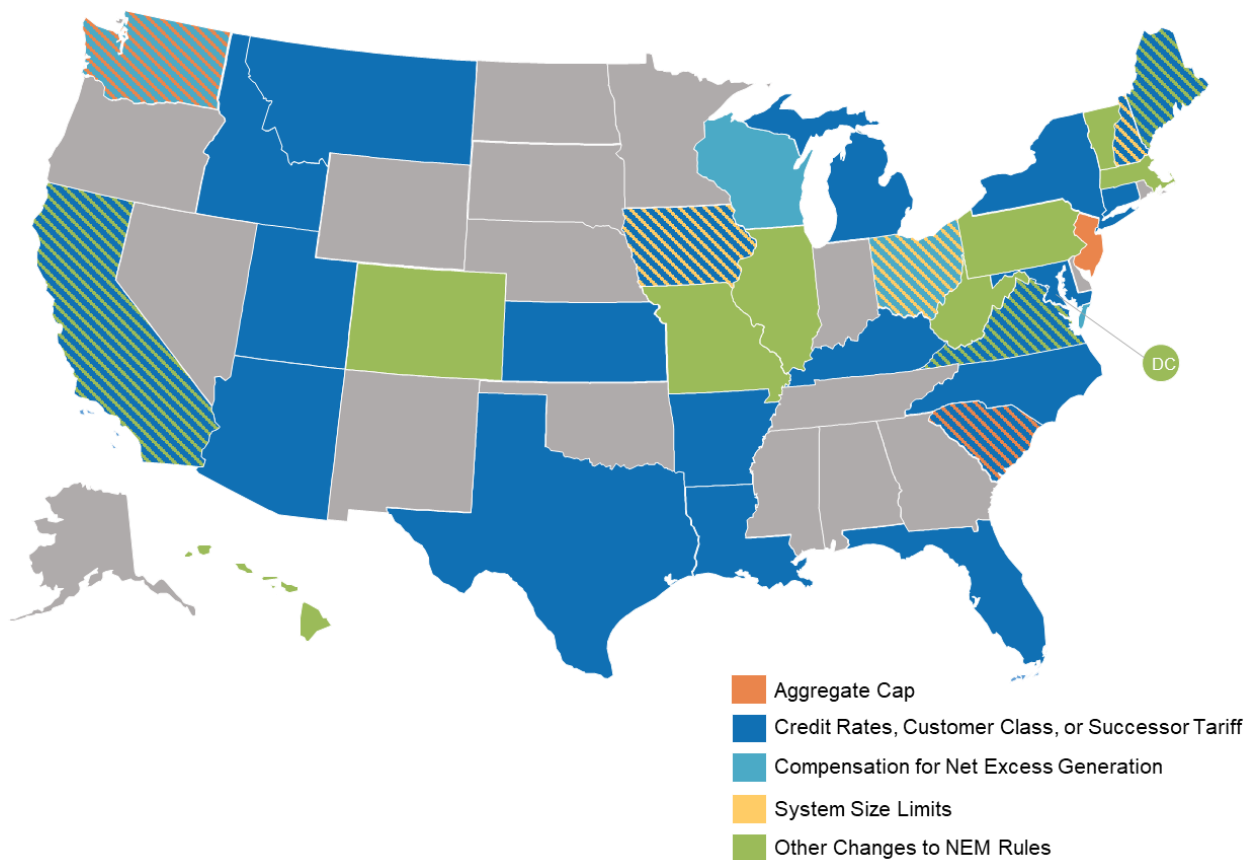 DC
Aggregate Cap
Credit Rates, Customer Class, or Successor Tariff
Compensation for Net Excess Generation
System Size Limits
Other Changes to NEM Rules